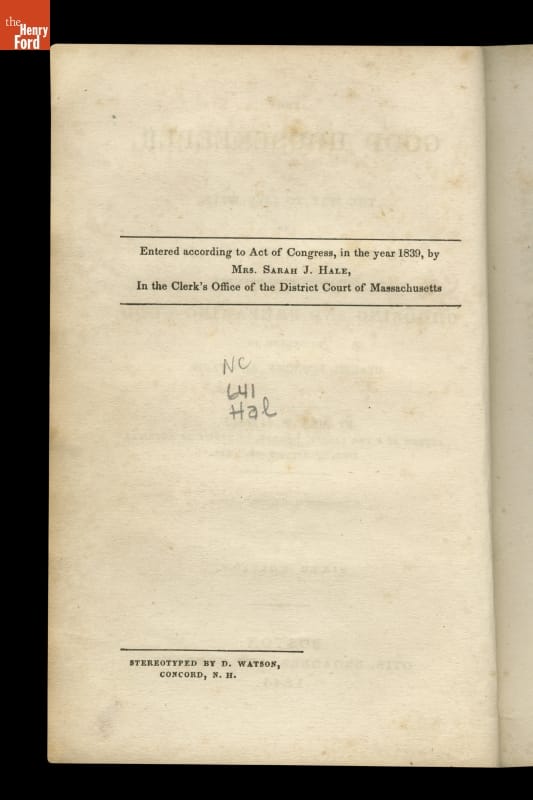 the
Henry
Ford
Entered according to Act of Congress, in the year 1839, by
MRS. SARAH J. HALE,
In the Clerk's Office of the District Court of Massachusetts
NC
641
Hal
STEREOTYPED BY D. WATSON,
CONCORD, N. H.